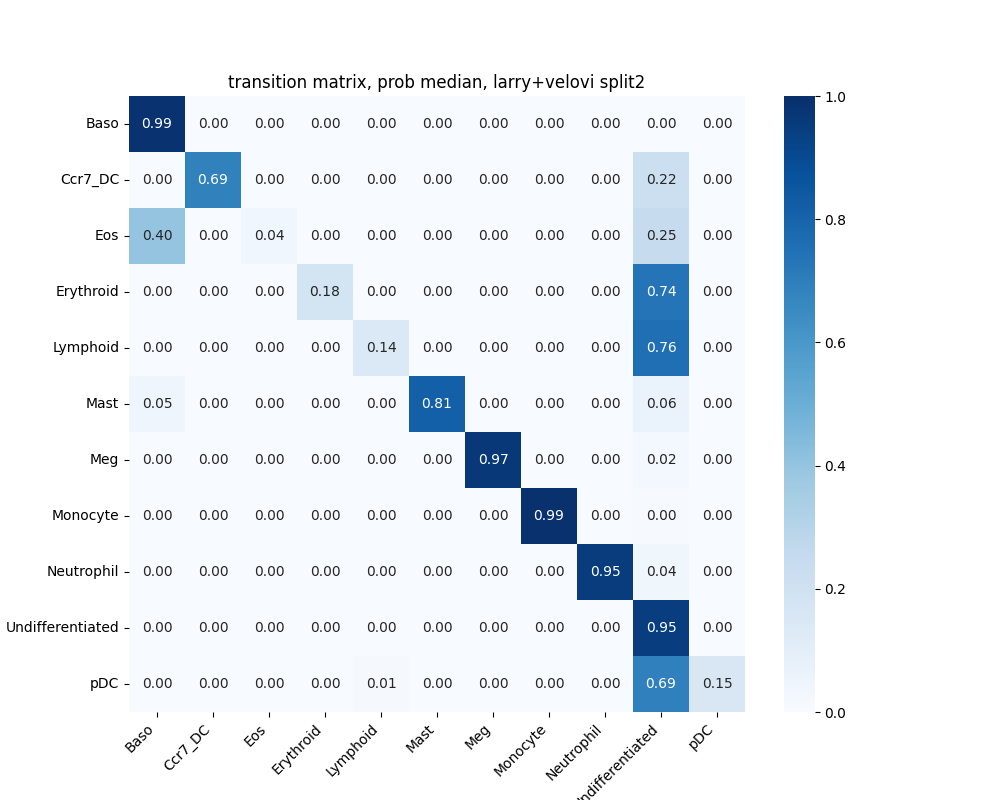 transition matrix, prob median, larry+velovi split2
Baso 0.99 0.00 0.00 0.00 0.00 0.00 0.00 0.00 0.00 0.00 0.00
Ccr7_DC 0.00 0.69 0.00 0.00 0.00 0.00 0.00 0.00 0.00 0.22 0.00
Eos 0.40 0.00 0.04 0.00 0.00 0.00 0.00 0.00 0.00 0.25 0.00
Erythroid 0.00 0.00 0.00 0.18 0.00 0.00 0.00 0.00 0.00 0.74 0.00
Lymphoid 0.00 0.00 0.00 0.00 0.14 0.00 0.00 0.00 0.00 0.76 0.00
Mast 0.05 0.00 0.00 0.00 0.00 0.81 0.00 0.00 0.00 0.06 0.00
Meg 0.00 0.00 0.00 0.00 0.00 0.00 0.97 0.00 0.00 0.02 0.00
Monocyte 0.00 0.00 0.00 0.00 0.00 0.00 0.00 0.99 0.00 0.00 0.00
Neutrophil 0.00 0.00 0.00 0.00 0.00 0.00 0.00 0.00 0.95 0.04 0.00
Undifferentiated 0.00 0.00 0.00 0.00 0.00 0.00 0.00 0.00 0.00 0.95 0.00
pDC 0.00 0.00 0.00 0.00 0.01 0.00 0.00 0.00 0.00 0.69 0.15
Baso Ccr7_DC Eos Erythroid Lymphoid Mast Meg Monocyte Neutrophil ndifferentiated pDC
1.0
0.8
0.6
0.4
0.2
0.0